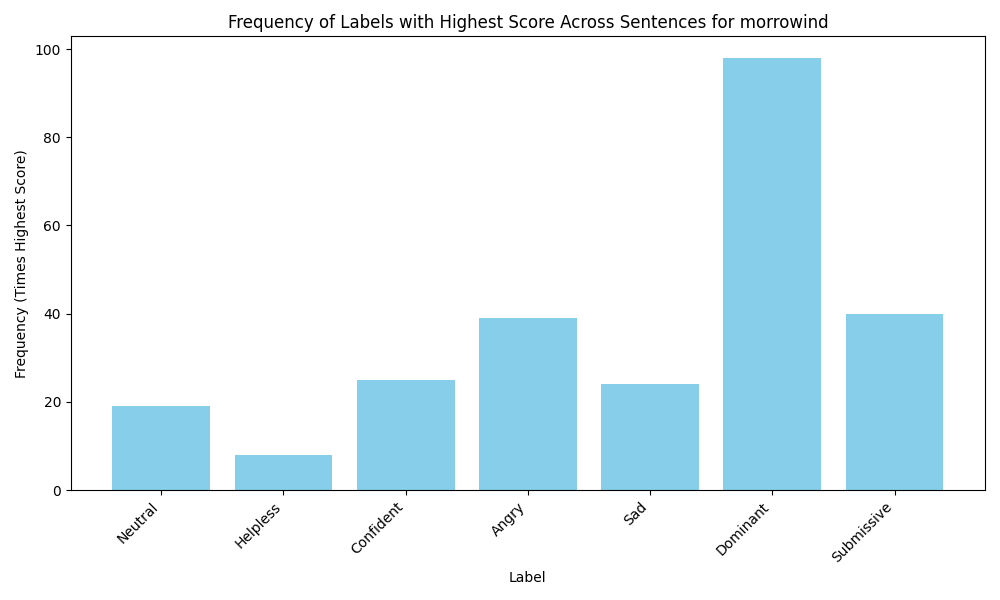 Frequency of Labels with Highest Score Across Sentences for morrowind
Frequency (Times Highest Score)
100
80
60
40
20
0
Neutral
Helpless
Confident
Angry
Sad
Dominant
Submissive
Label